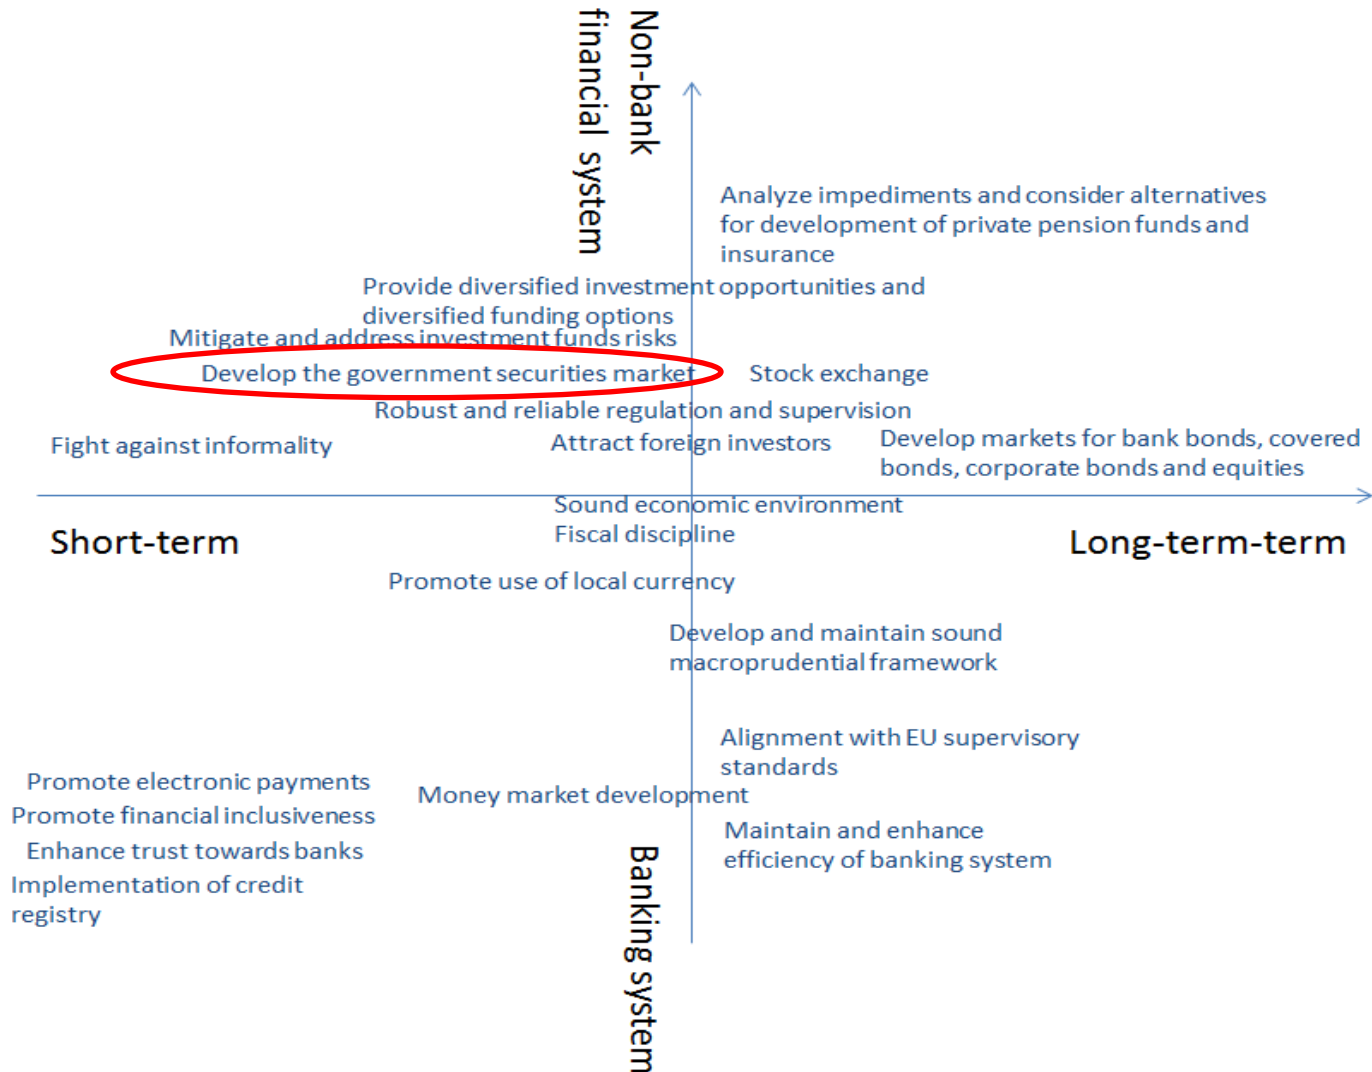 Non-bank
financial system
Analyze impediments and consider alternatives
for development of private pension funds and
insurance
Provide diversified investment opportunities and
diversified funding options
Mitigate and address investment funds risks
Develop the government securities market
Stock exchange
Robust and reliable regulation and supervision
Fight against informality
Attract foreign investors
Develop markets for bank bonds, covered
bonds, corporate bonds and equities
Sound economic environment
Fiscal discipline
Short-term
Long-term-term
Promote use of local currency
Develop and maintain sound
macroprudential framework
Alignment with EU supervisory
standards
Promote electronic payments
Money market development
Promote financial inclusiveness
Maintain and enhance
efficiency of banking system
Enhance trust towards banks
Implementation of credit
registry
Banking system